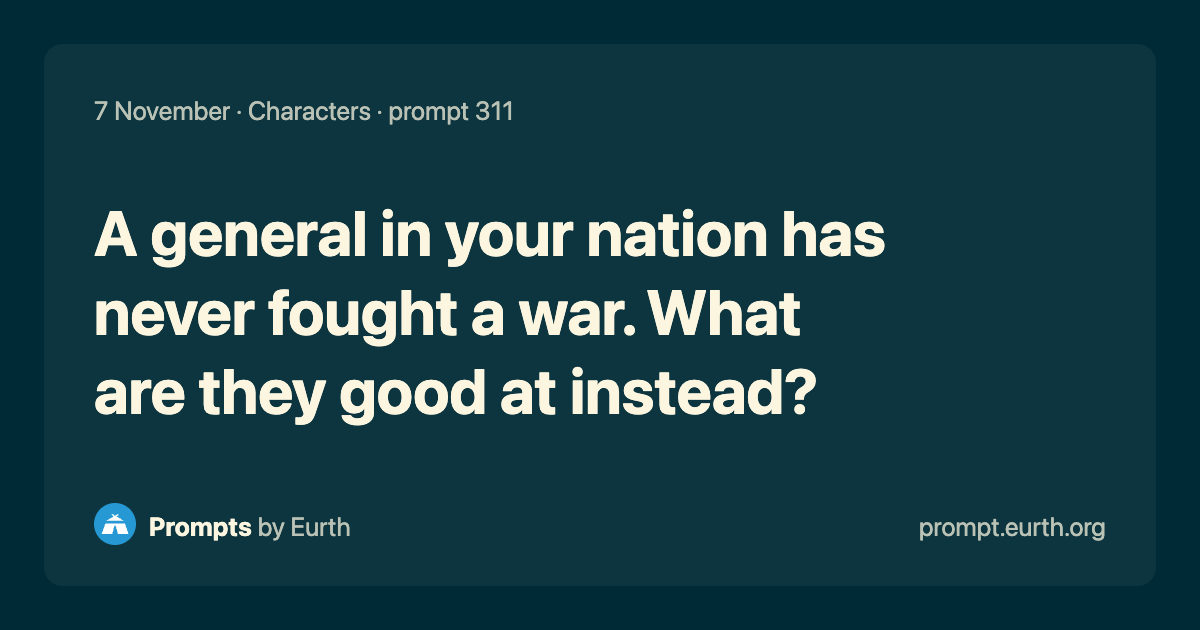 7 November · Characters · prompt 311
A general in your nation has
never fought a war. What
are they good at instead?
Prompts by Eurth
prompt.eurth.org